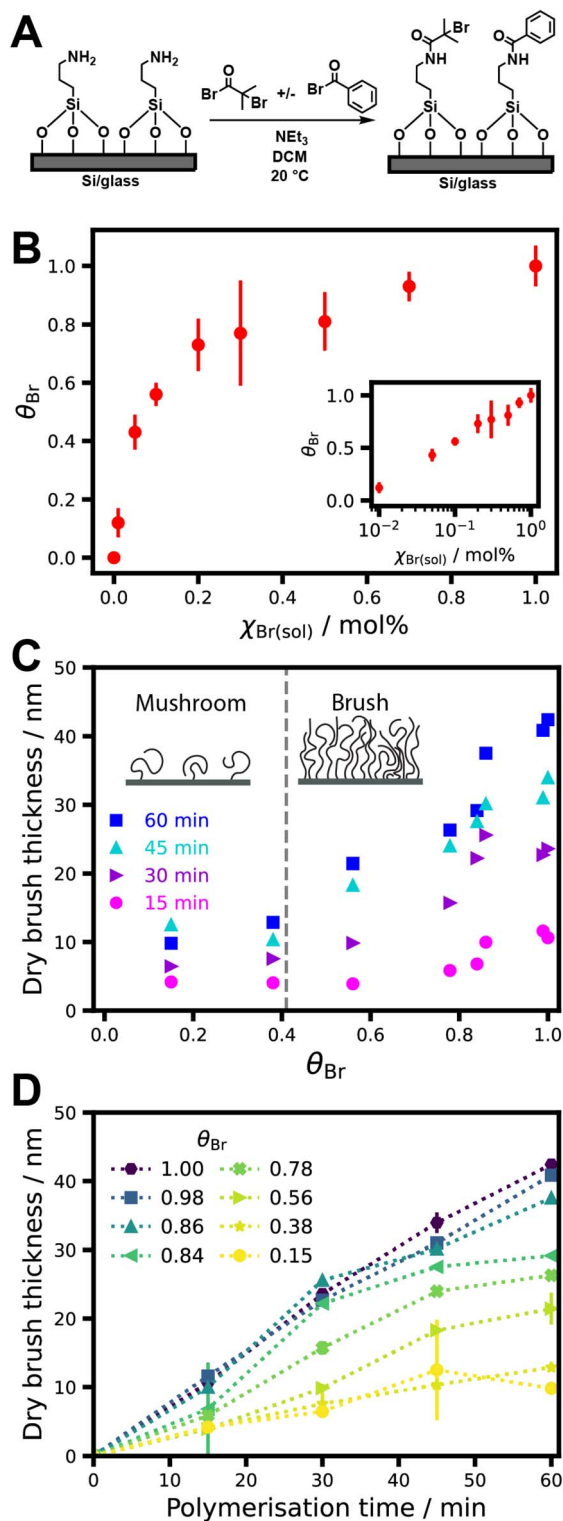 A
NH2 NH2
Si Si
O O O O O O
Si/glass
O
Br Br
+/-
O
Br
NEt3
DCM
20 °C
O Br O
NH NH
Si Si
O O O O O O
Si/glass
B
1.0
0.8
0.6
0.4
0.2
0.0
θBr
0.0 0.2 0.4 0.6 0.8 1.0
χBr(sol) / mol%
1.0
0.5
0.0
θBr
10−2 10−1 100
χBr(sol) / mol%
C
50
40
30
20
10
0
Dry brush thickness / nm
Mushroom Brush
60 min
45 min
30 min
15 min
0.0 0.2 0.4 0.6 0.8 1.0
θBr
D
50
40
30
20
10
0
Dry brush thickness / nm
θBr
1.00 0.78
0.98 0.56
0.86 0.38
0.84 0.15
0 10 20 30 40 50 60
Polymerisation time / min